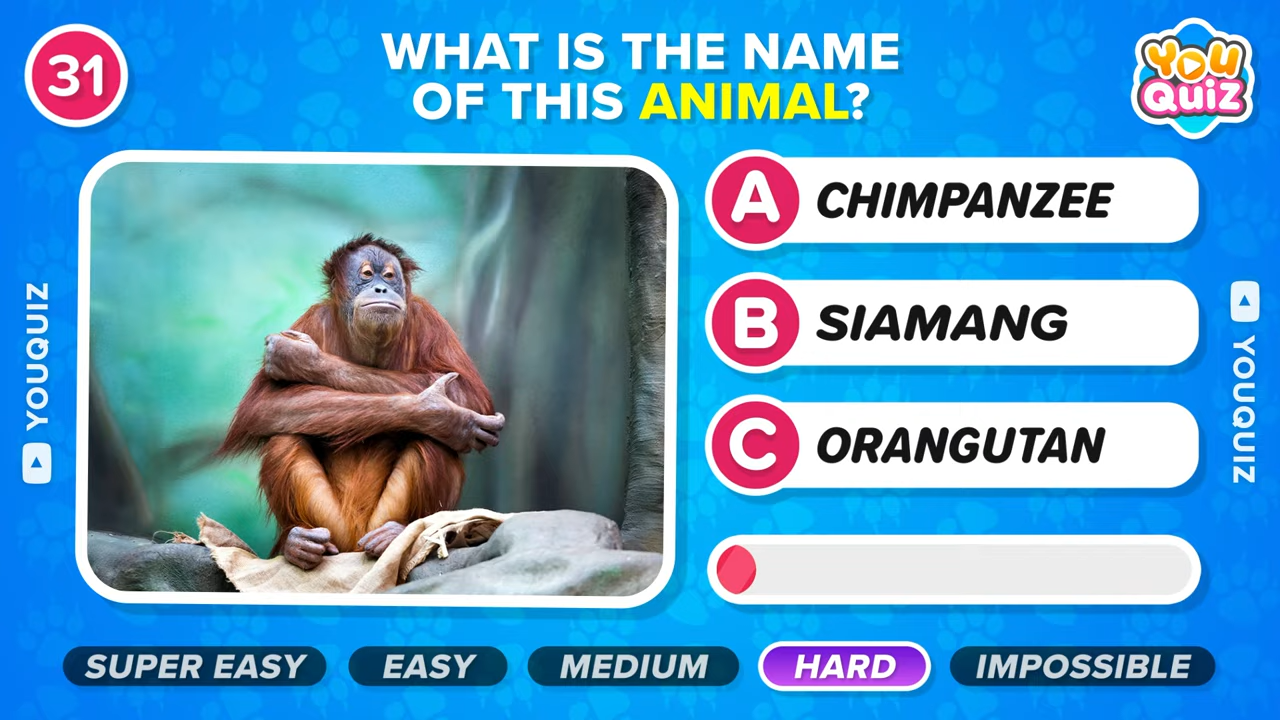 31
WHAT IS THE NAME
OF THIS ANIMAL?
YOU
QUIZ
YOUQUIZ
A CHIMPANZEE
B SIAMANG
C ORANGUTAN
YOUQUIZ
SUPER EASY
EASY
MEDIUM
HARD
IMPOSSIBLE